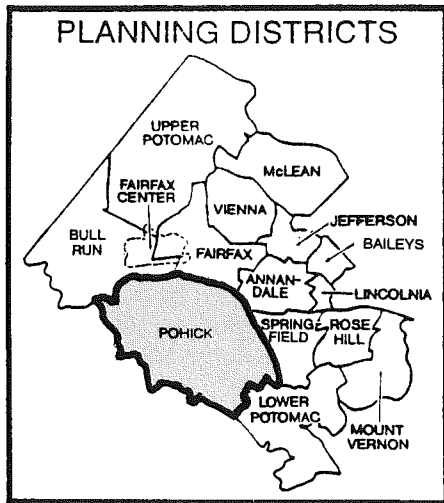 PLANNING DISTRICTS
UPPER
POTOMAC
McLEAN
FAIRFAX
CENTER
VIENNA
JEFFERSON
BULL
RUN
FAIRFAX
BAILEYS
ANNAN-
DALE
LINCOLNIA
POHICK
SPRING
FIELD
ROSE
HILL
LOWER
POTOMAC
MOUNT
VERNON